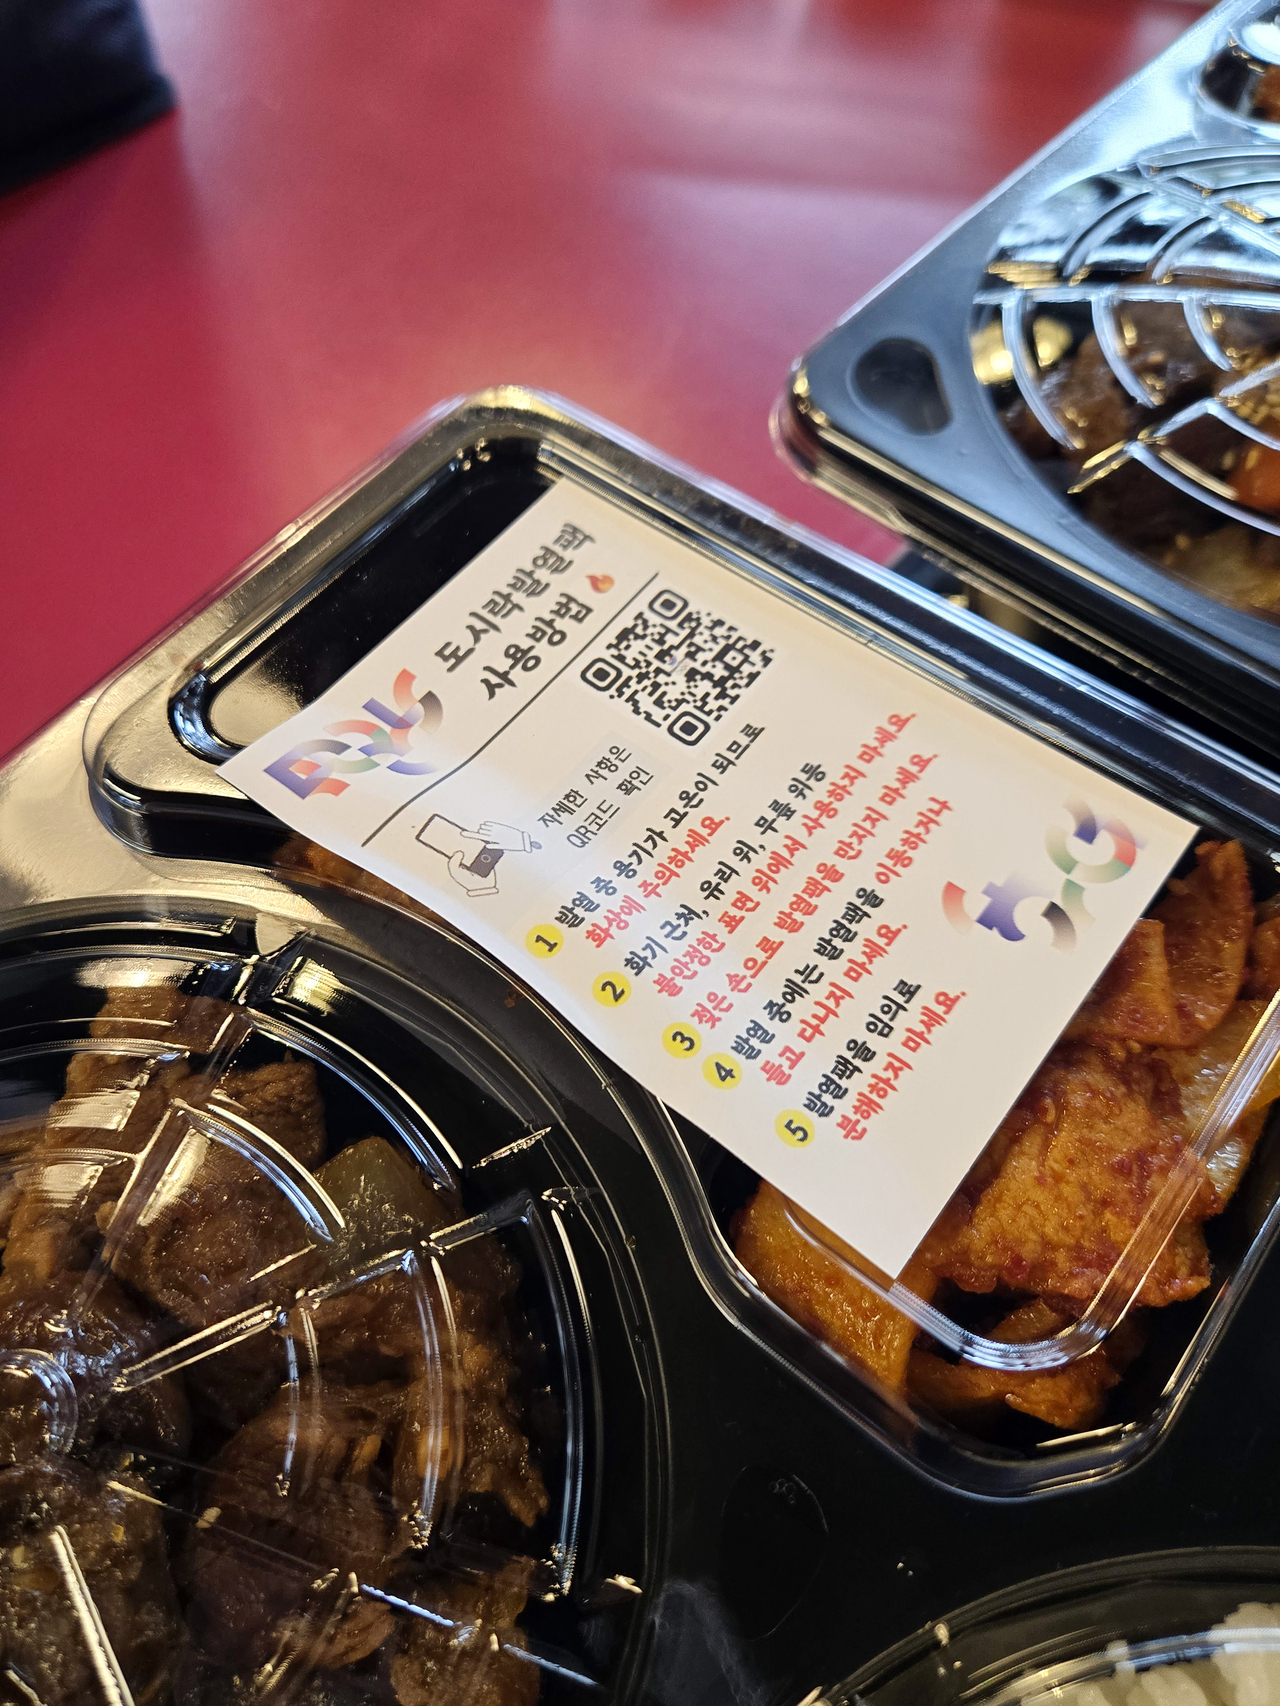 도시락발열팩
사용방법
자세한 사항은
QR코드 확인
1 발열 중 용기가 고온이 되므로
화상에 주의하세요.
2 화기 근처, 유리 위, 무릎 위등
불안정한 표면 위에서 사용하지 마세요.
3 젖은 손으로 발열팩을 만지지 마세요.
4 발열 중에는 발열팩을 이동하거나
들고 다니지 마세요.
5 발열팩을 임의로
분해하지 마세요.